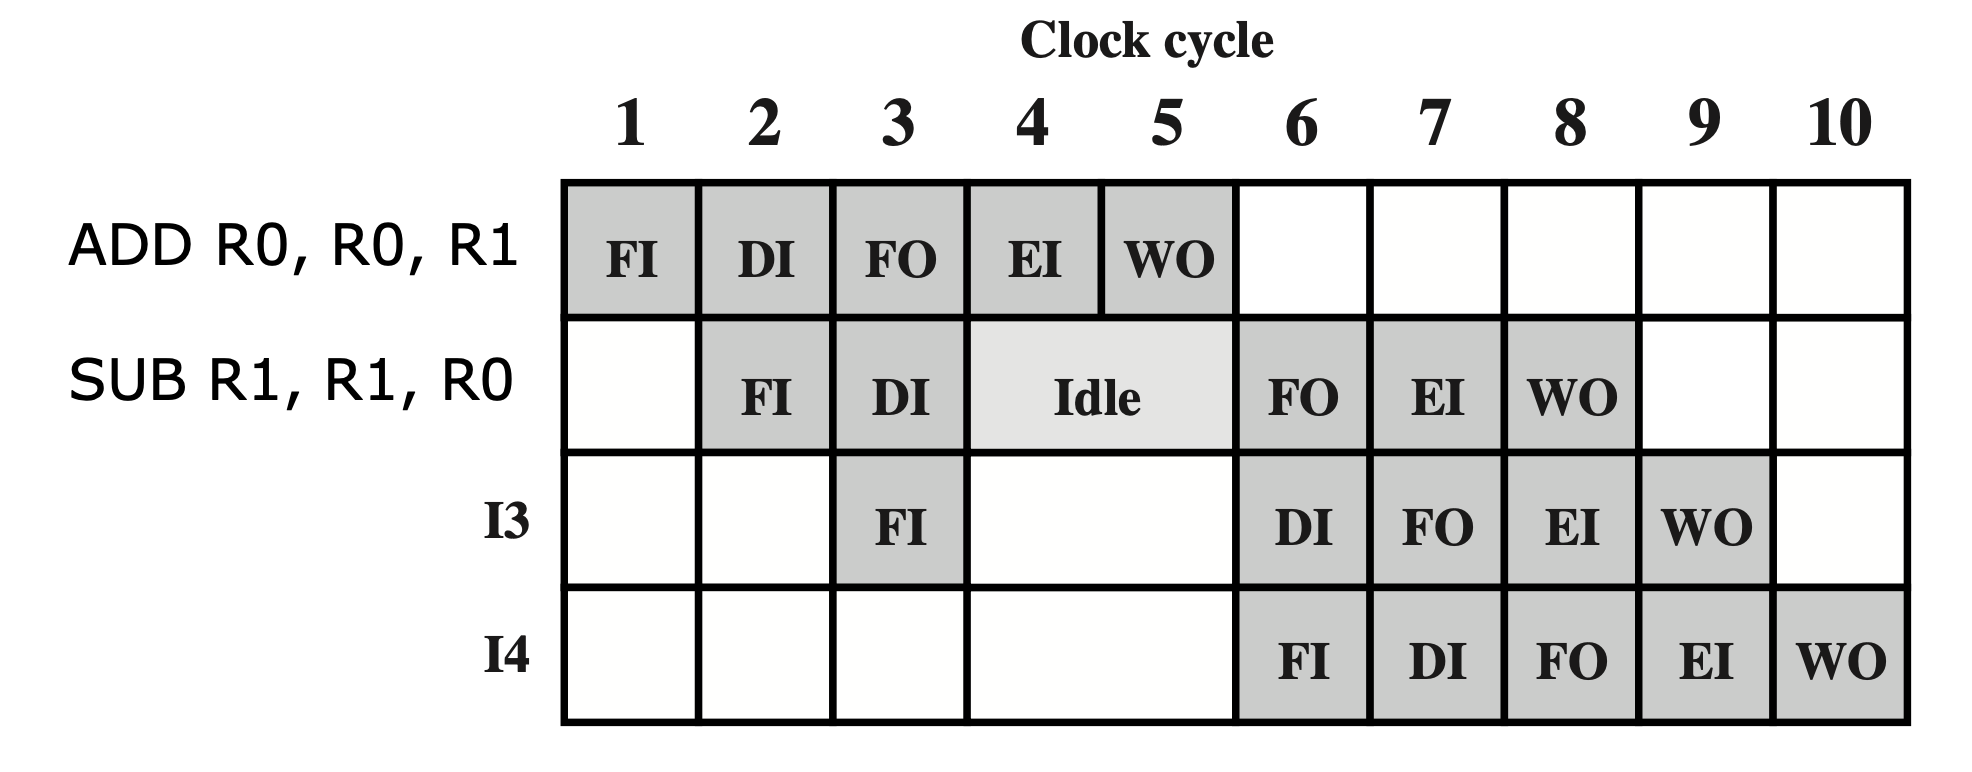 Clock cycle
1 2 3 4 5 6 7 8 9 10
ADD R0, R0, R1 FI DI FO EI WO
SUB R1, R1, R0 FI DI Idle FO EI WO
I3 FI DI FO EI WO
I4 FI DI FO EI WO